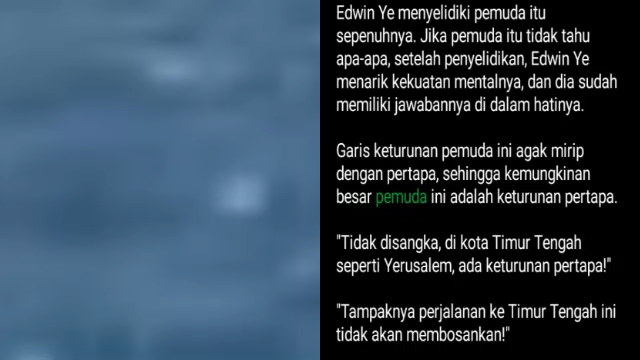 Edwin Ye menyelidiki pemuda itu
sepenuhnya. Jika pemuda itu tidak tahu
apa-apa, setelah penyelidikan, Edwin Ye
menarik kekuatan mentalnya, dan dia sudah
memiliki jawabannya di dalam hatinya.
Garis keturunan pemuda ini agak mirip
dengan pertapa, sehingga kemungkinan
besar pemuda ini adalah keturunan pertapa.
"Tidak disangka, di kota Timur Tengah
seperti Yerusalem, ada keturunan pertapa!"
"Tampaknya perjalanan ke Timur Tengah ini
tidak akan membosankan!"